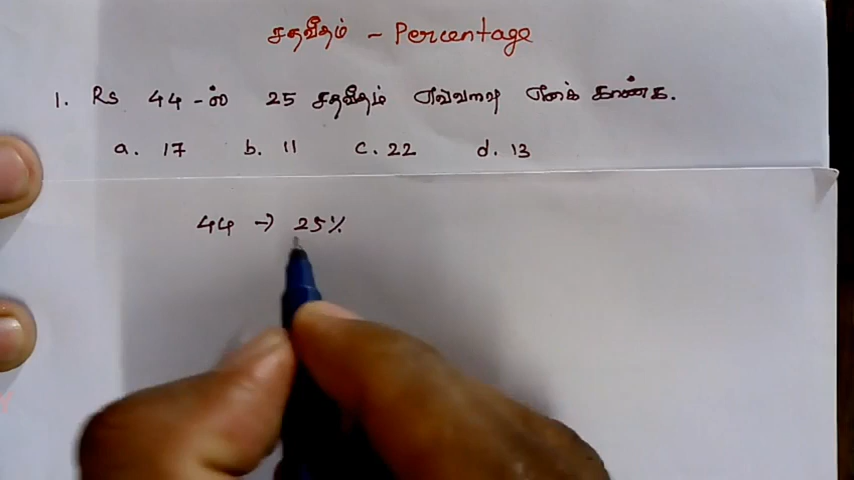 சதவீதம் - Percentage
1. Rs 44-ல் 25 சதவீதம் எவ்வளவு எனக் காண்க.
a. 17 b. 11 c. 22 d. 13
44 → 25%